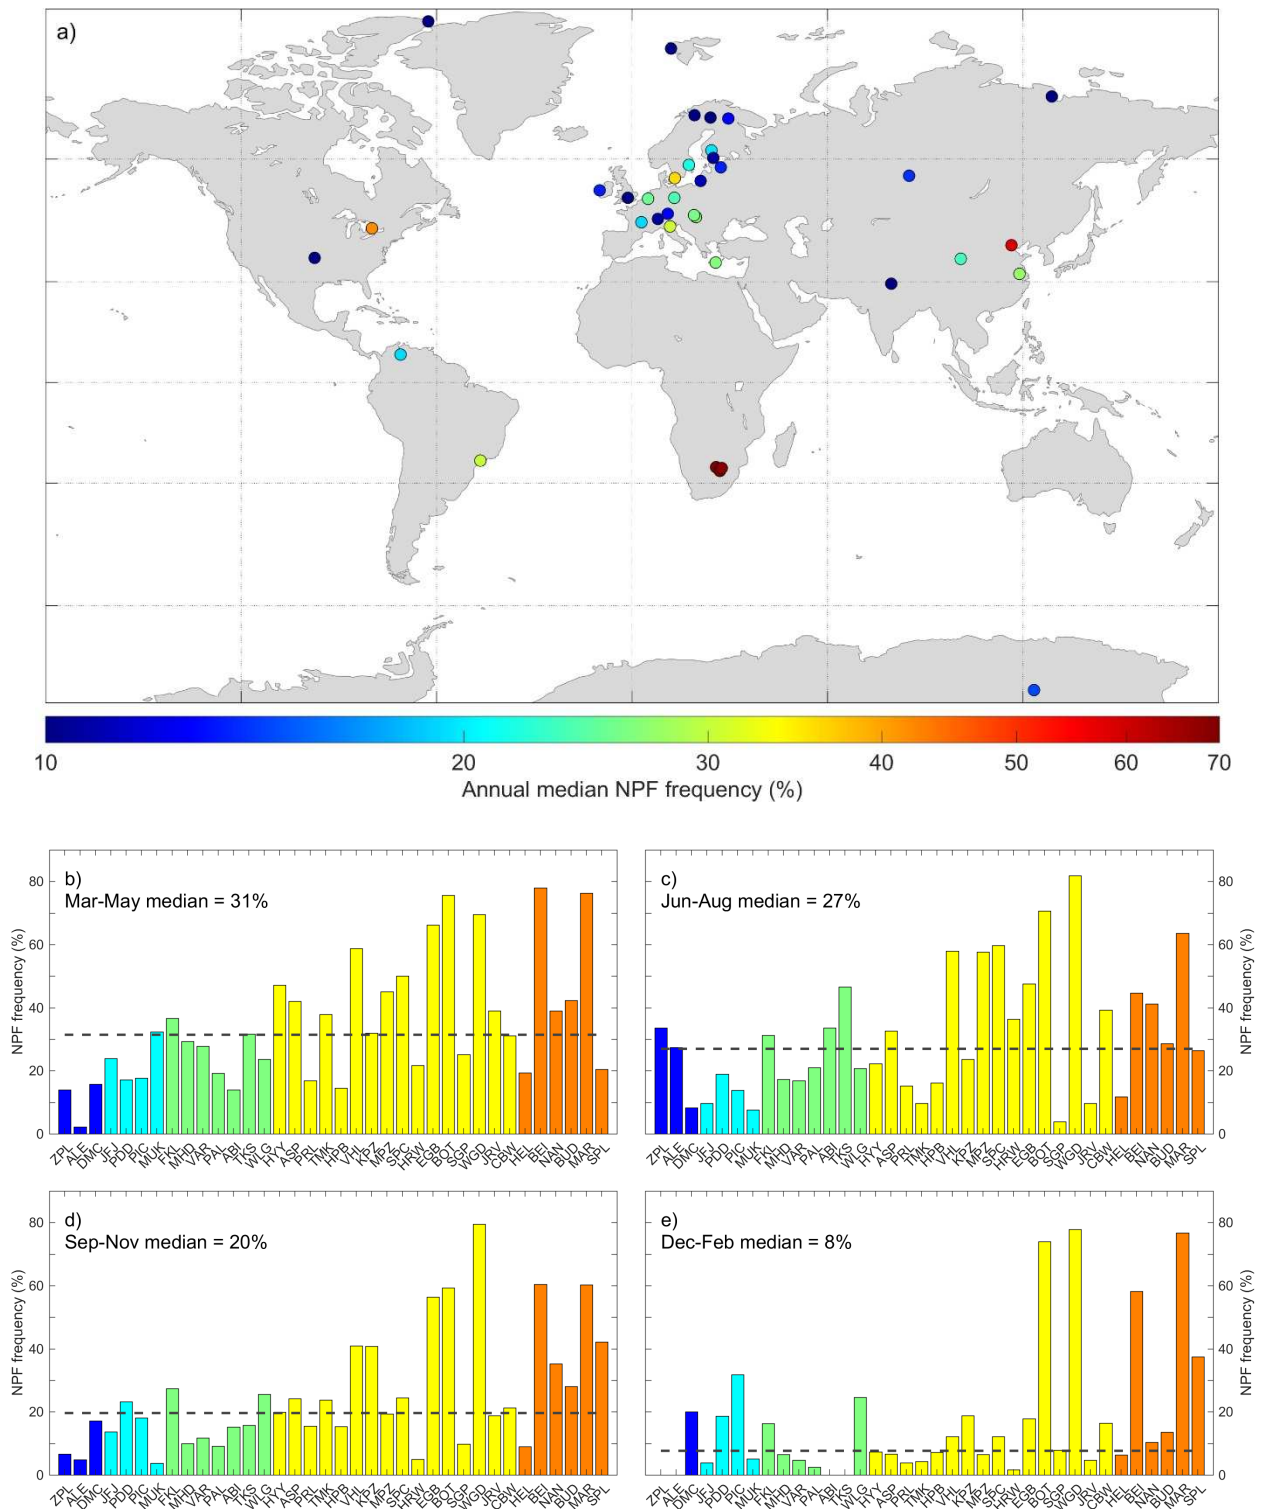 a)
10 20 30 40 50 60 70
Annual median NPF frequency (%)
b)
Mar-May median = 31%
NPF frequency (%)
80
60
40
20
0
ZPL ALE DMC JFJ PDD PIC MUK FKL MHD VAR PAL ABI TKS WLG HYY ASP PRL TMK HPB VHL KPZ MPZ SPC HRW EGB BOT SGP WGD JRV CBW HEL BEI NAN BUD MAR SPL
c)
Jun-Aug median = 27%
80
60
40
20
0
NPF frequency (%)
ZPL ALE DMC JFJ PDD PIC MUK FKL MHD VAR PAL ABI TKS WLG HYY ASP PRL TMK HPB VHL KPZ MPZ SPC HRW EGB BOT SGP WGD JRV CBW HEL BEI NAN BUD MAR SPL
d)
Sep-Nov median = 20%
NPF frequency (%)
80
60
40
20
0
ZPL ALE DMC JFJ PDD PIC MUK FKL MHD VAR PAL ABI TKS WLG HYY ASP PRL TMK HPB VHL KPZ MPZ SPC HRW EGB BOT SGP WGD JRV CBW HEL BEI NAN BUD MAR SPL
e)
Dec-Feb median = 8%
80
60
40
20
0
NPF frequency (%)
ZPL ALE DMC JFJ PDD PIC MUK FKL MHD VAR PAL ABI TKS WLG HYY ASP PRL TMK HPB VHL KPZ MPZ SPC HRW EGB BOT SGP WGD JRV CBW HEL BEI NAN BUD MAR SPL